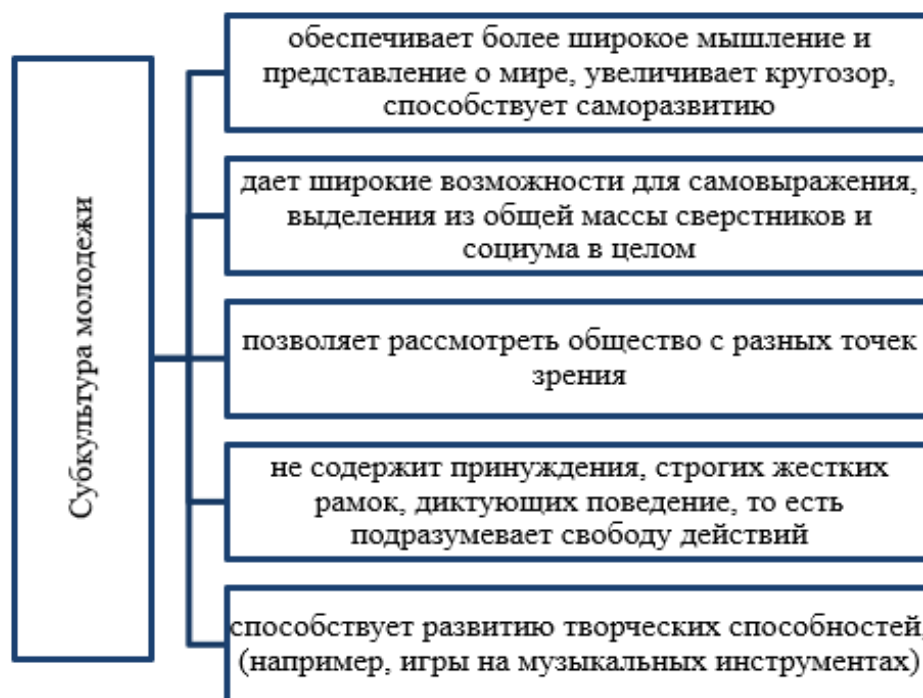 Субкультура молодежи
обеспечивает более широкое мышление и
представление о мире, увеличивает кругозор,
способствует саморазвитию
дает широкие возможности для самовыражения,
выделения из общей массы сверстников и
социума в целом
позволяет рассмотреть общество с разных точек
зрения
не содержит принуждения, строгих жестких
рамок, диктующих поведение, то есть
подразумевает свободу действий
способствует развитию творческих способностей,
(например, игры на музыкальных инструментах)